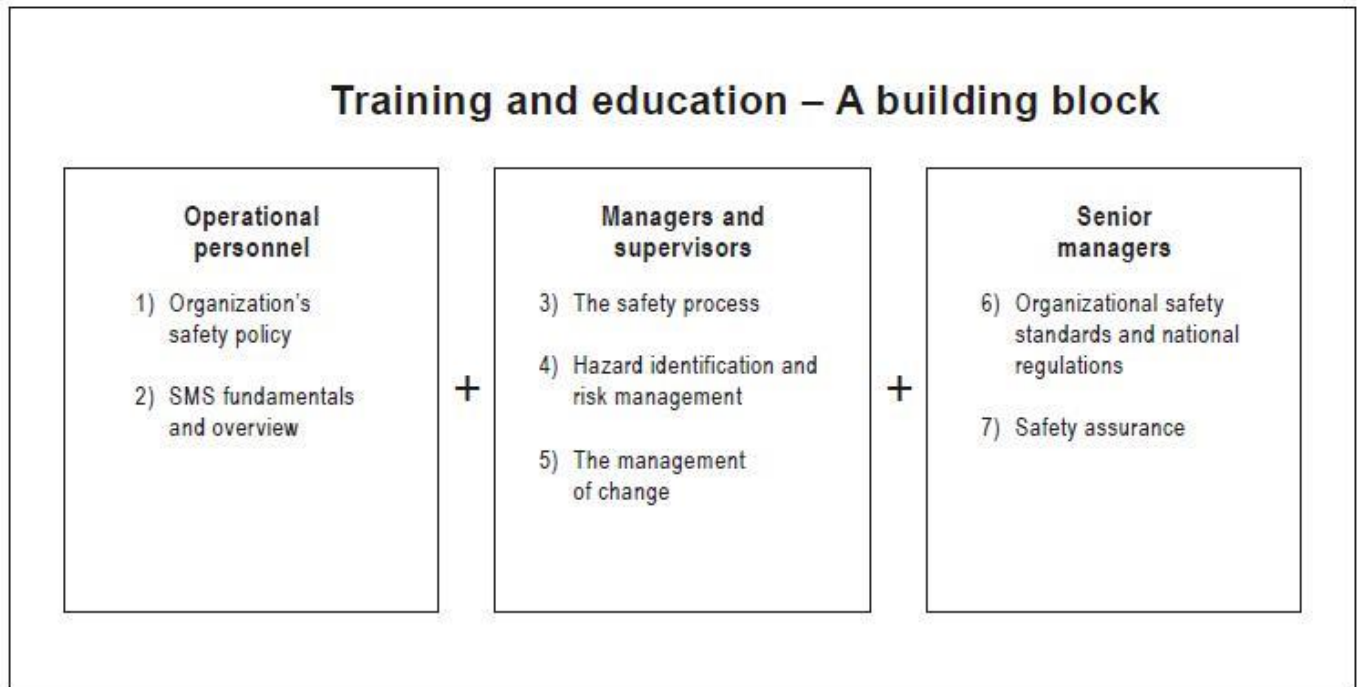 Training and education – A building block
Operational
personnel
1) Organization’s
safety policy
2) SMS fundamentals
and overview
+
Managers and
supervisors
3) The safety process
4) Hazard identification and
risk management
5) The management
of change
+
Senior
managers
6) Organizational safety
standards and national
regulations
7) Safety assurance